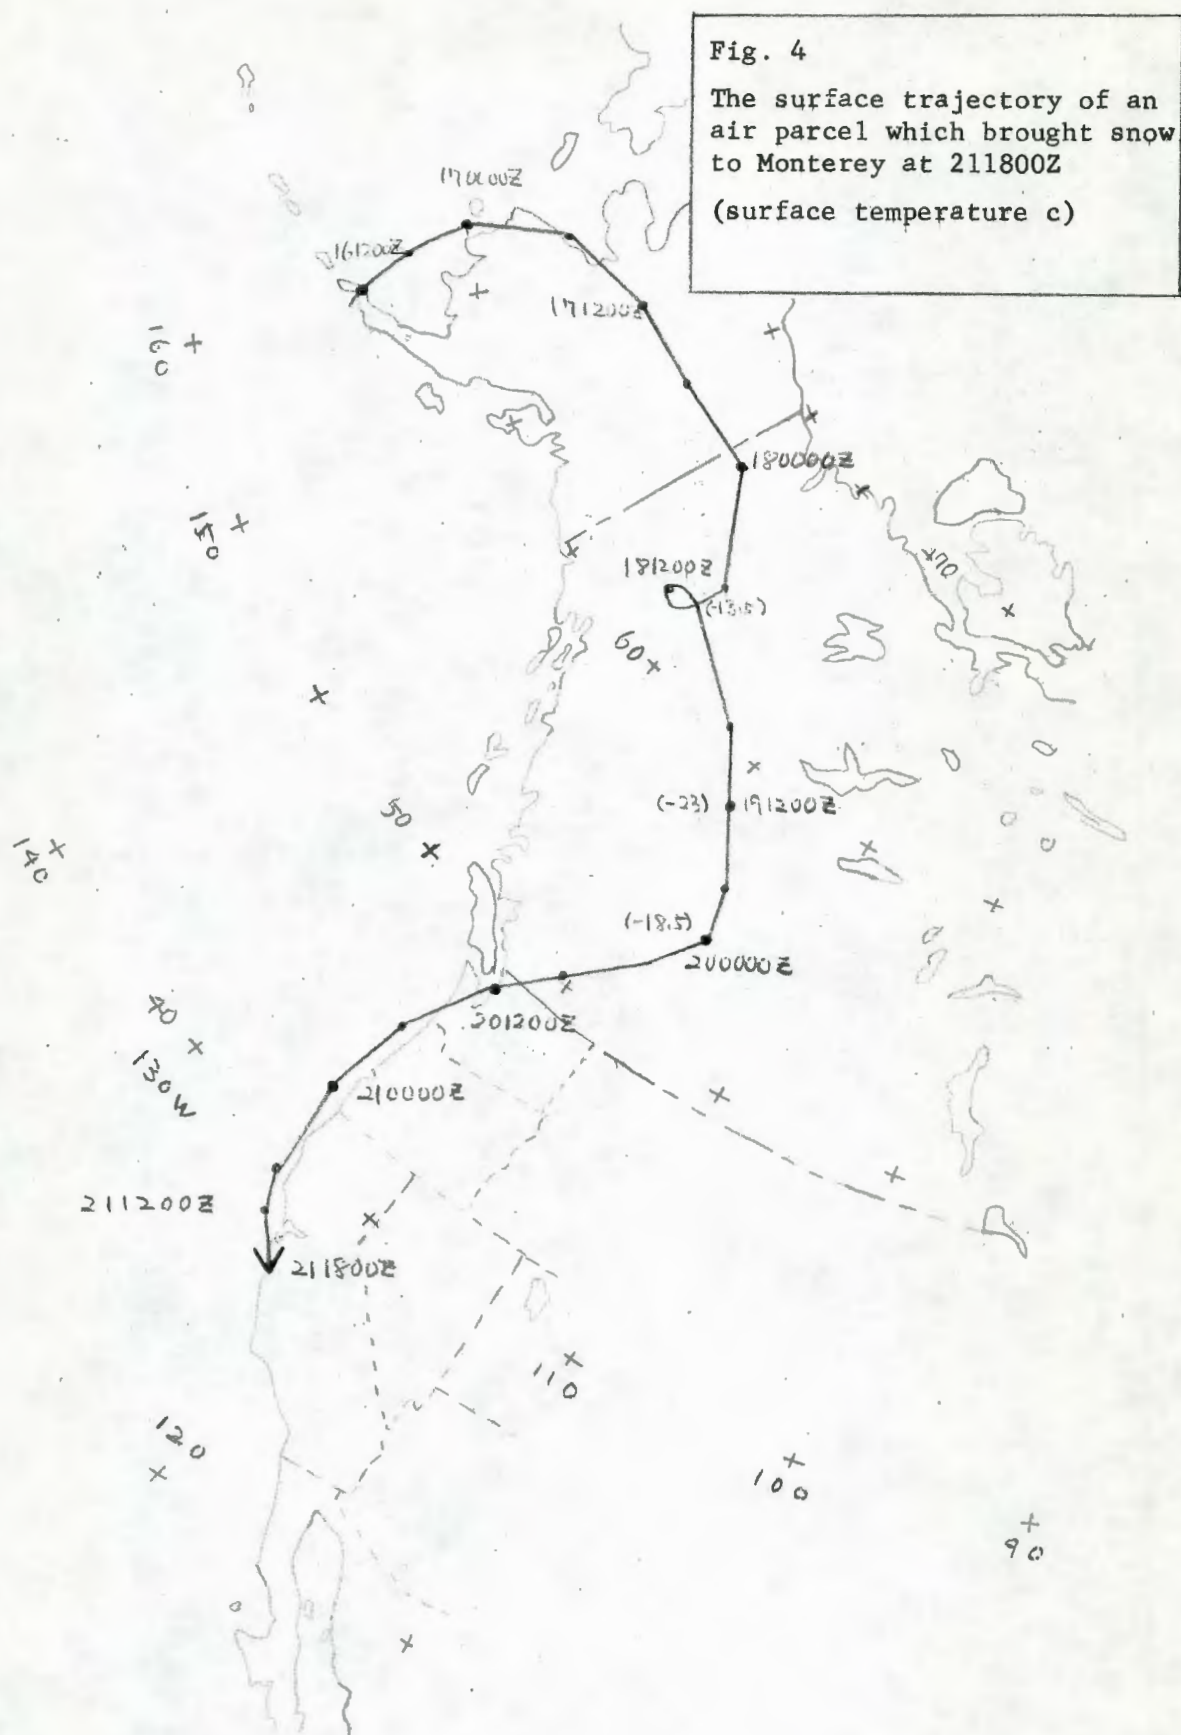 Fig. 4
The surface trajectory of an
air parcel which brought snow
to Monterey at 211800Z
(surface temperature c)
170000Z
161200Z
171200Z
160
180000Z
150
181200Z
(-13.5)
70
60
(-23) 191200Z
50
140
(-18.5)
200000Z
201200Z
130W
210000Z
211200Z
211800Z
110
120
100
90